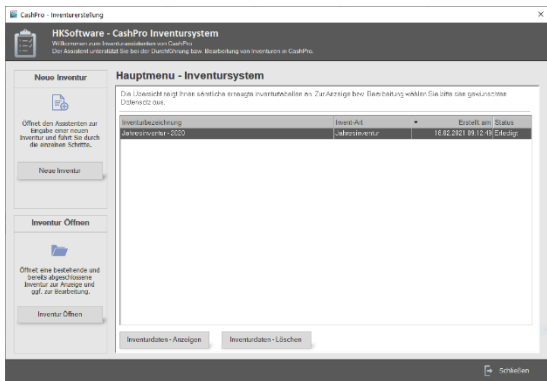 CashPro - Inventurerstellung
HKSoftware - CashPro Inventursystem
Willkommen zum Inventurassistenten von CashPro
Der Assistent unterstützt Sie bei der Durchführung bzw. Bearbeitung von Inventuren in CashPro.
Neue Inventur
Öffnet den Assistenten zur
Eingabe einer neuen
Inventur und führt Sie durch
die einzelnen Schritte.
Neue Inventur
Inventur Öffnen
Öffnet eine bestehende und
bereits abgeschlossene
Inventur zur Anzeige und
ggf. zur Bearbeitung.
Inventur Öffnen
Hauptmenu - Inventursystem
Die Übersicht zeigt Ihnen sämtliche erzeugte Inventurtabellen an. Zur Anzeige bzw. Bearbeitung wählen Sie bitte den gewünschten
Datensatz aus.
Inventurbezeichnung Invent-Art Erstellt am Status
Jahresinventur - 2020 Jahresinventur 16.02.2021 09:12:49 Erledigt
Inventurdaten - Anzeigen Inventurdaten - Löschen
Schließen